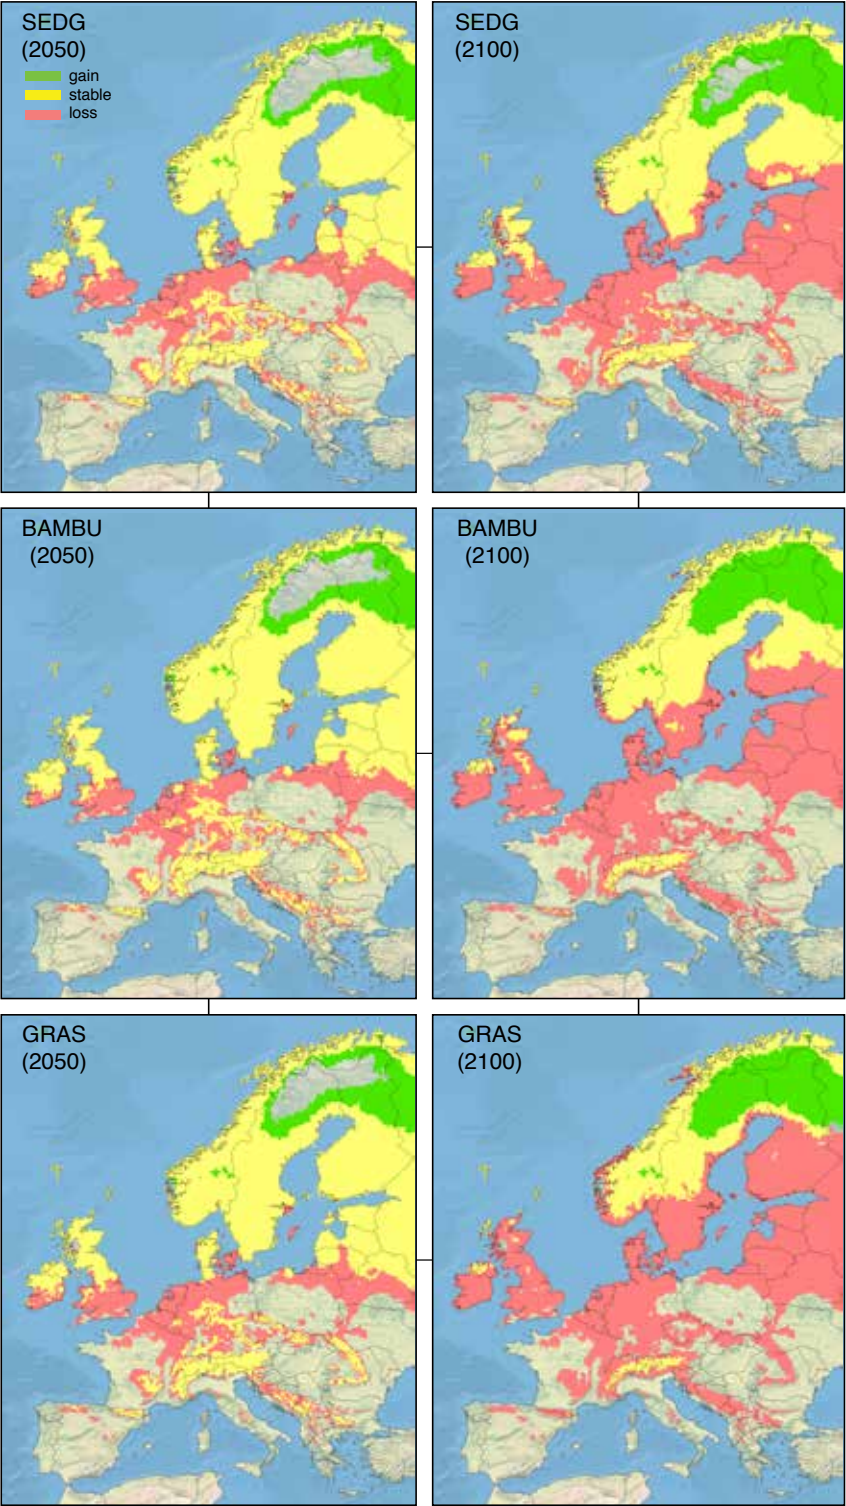 SEDG
(2050)
gain
stable
loss
SEDG
(2100)
BAMBU
(2050)
BAMBU
(2100)
GRAS
(2050)
GRAS
(2100)